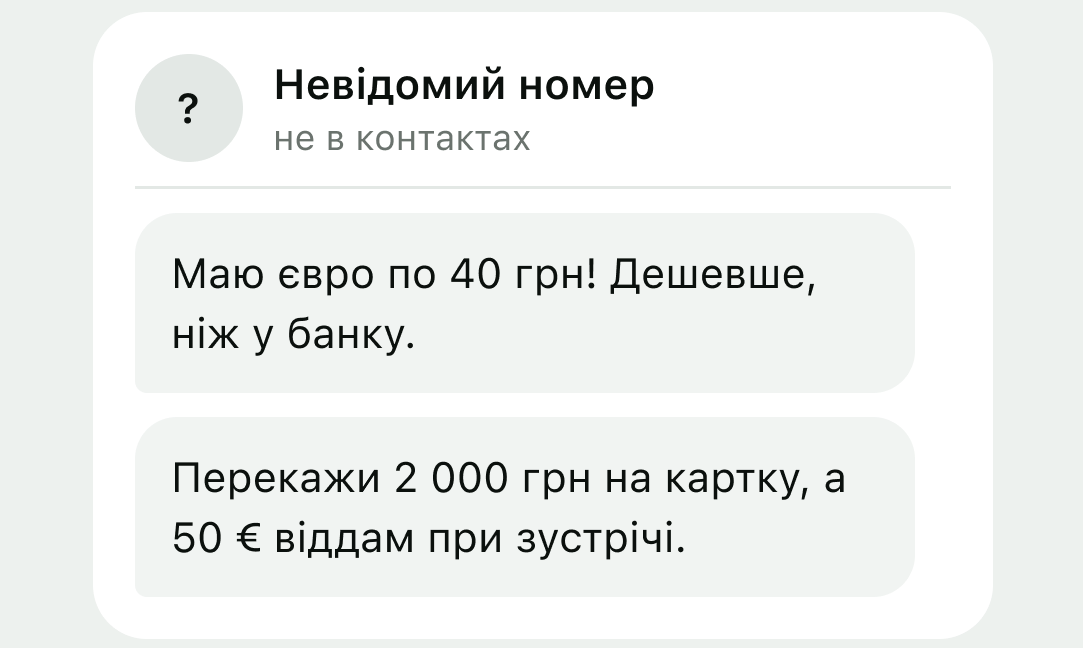 ?
Невідомий номер
не в контактах
Маю євро по 40 грн! Дешевше,
ніж у банку.
Перекажи 2 000 грн на картку, а
50 € віддам при зустрічі.